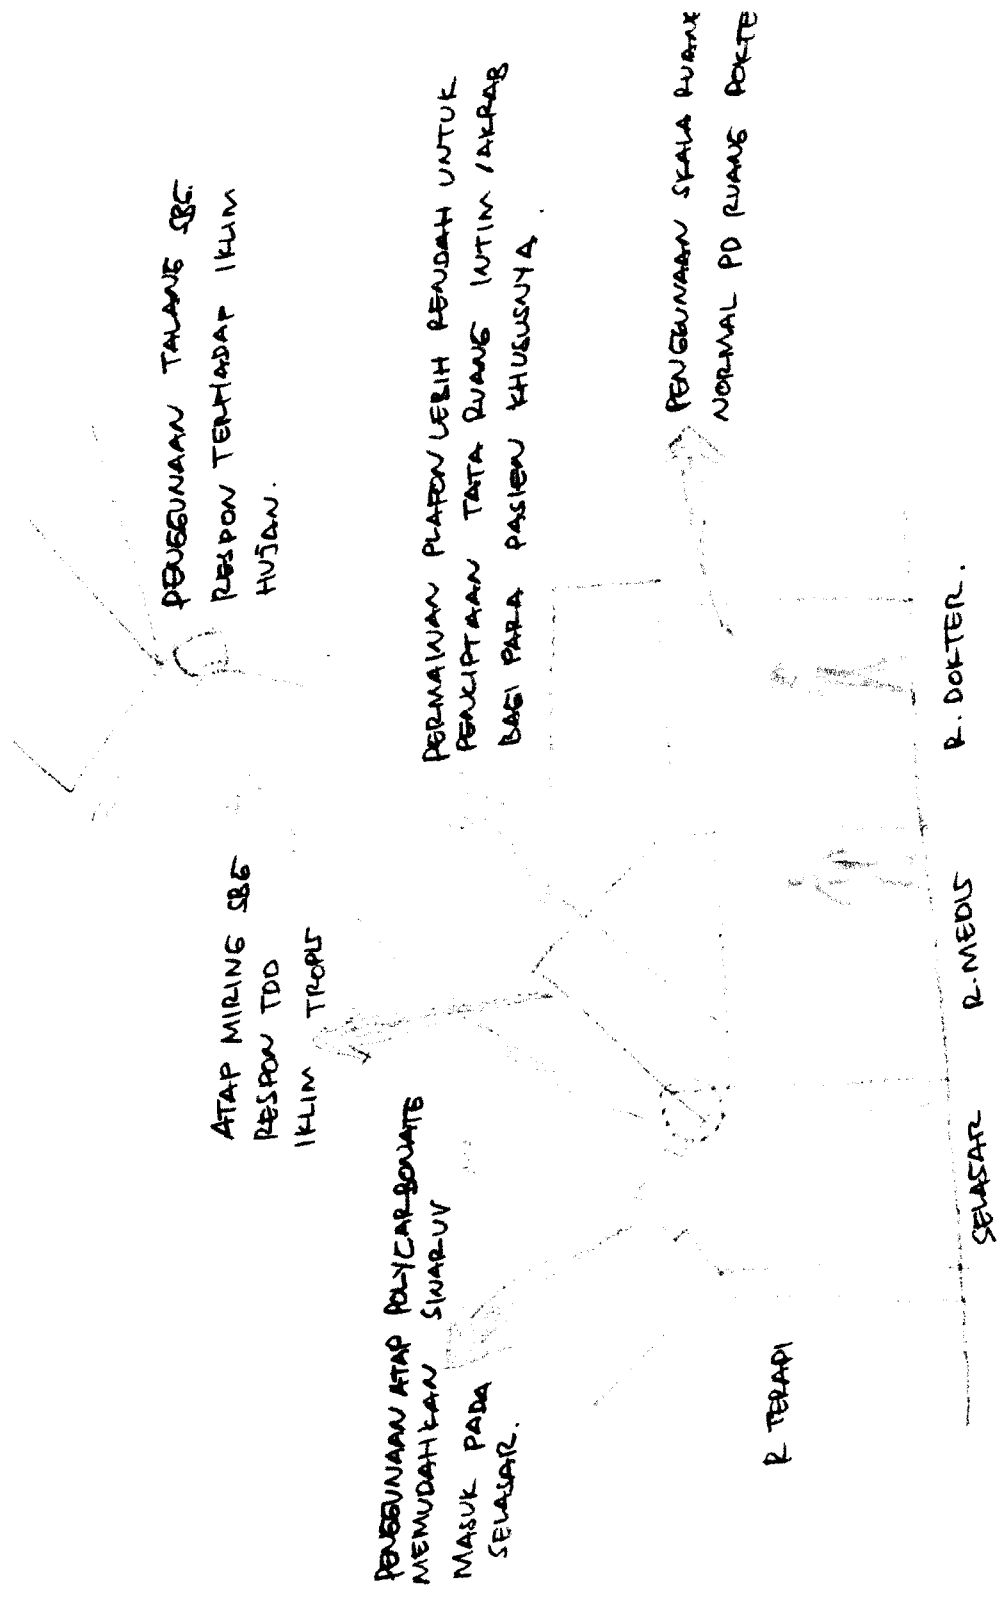 PENGGUNAAN TALANG SBG
RESPON TERHADAP IKLIM
HUJAN.
ATAP MIRING SBG
RESPON TDD
IKLIM TROPIS
PENGGUNAAN ATAP POLYCARBONATE
MEMUDAHKAN SINAR UV
MASUK PADA
SELASAR.
PERMAINAN PLAFON LEBIH RENDAH UNTUK
PENCIPTAAN TATA RUANG INTIM / AKRAB
BAGI PARA PASIEN KHUSUSNYA.
PENGGUNAAN SKALA RUANG
NORMAL PD RUANG DOKTE
R TERAPI
SELASAR
R. MEDIS
R. DOKTER.